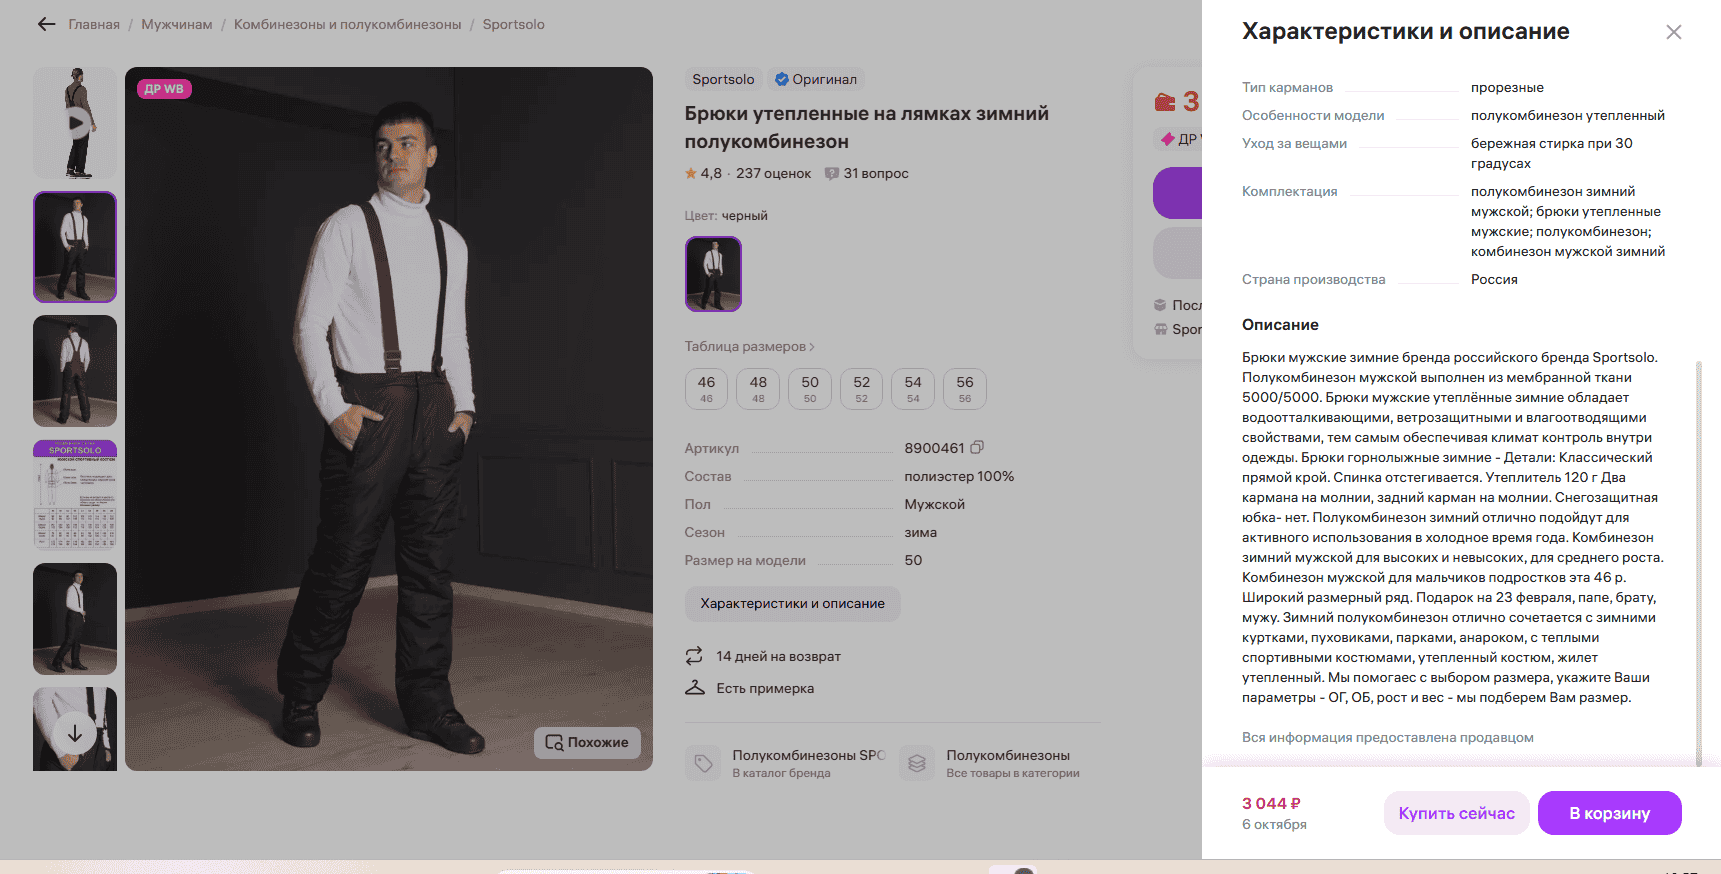 Главная / Мужчинам / Комбинезоны и полукомбинезоны / Sportsolo
ДР WB
SPORTSOLO
Похожие
Sportsolo
Оригинал
Брюки утепленные на лямках зимний
полукомбинезон
4,8 · 237 оценок
31 вопрос
Цвет: черный
Таблица размеров
46 48 50 52 54 56
46 48 50 52 54 56
Артикул 8900461
Состав полиэстер 100%
Пол Мужской
Сезон зима
Размер на модели 50
Характеристики и описание
14 дней на возврат
Есть примерка
Полукомбинезоны SPO
В каталог бренда
Полукомбинезоны
Все товары в категории
3
ДР
Посл
Spor
Характеристики и описание
Тип карманов прорезные
Особенности модели полукомбинезон утепленный
Уход за вещами бережная стирка при 30
градусах
Комплектация полукомбинезон зимний
мужской; брюки утепленные
мужские; полукомбинезон;
комбинезон мужской зимний
Страна производства Россия
Описание
Брюки мужские зимние бренда российского бренда Sportsolo.
Полукомбинезон мужской выполнен из мембранной ткани
5000/5000. Брюки мужские утеплённые зимние обладает
водоотталкивающими, ветрозащитными и влагоотводящими
свойствами, тем самым обеспечивая климат контроль внутри
одежды. Брюки горнолыжные зимние - Детали: Классический
прямой крой. Спинка отстегивается. Утеплитель 120 г Два
кармана на молнии, задний карман на молнии. Снегозащитная
юбка- нет. Полукомбинезон зимний отлично подойдут для
активного использования в холодное время года. Комбинезон
зимний мужской для высоких и невысоких, для среднего роста.
Комбинезон мужской для мальчиков подростков эта 46 р.
Широкий размерный ряд. Подарок на 23 февраля, папе, брату,
мужу. Зимний полукомбинезон отлично сочетается с зимними
куртками, пуховиками, парками, анароком, с теплыми
спортивными костюмами, утепленный костюм, жилет
утепленный. Мы помогаес с выбором размера, укажите Ваши
параметры - ОГ, ОБ, рост и вес - мы подберем Вам размер.
Вся информация предоставлена продавцом
3 044 ₽
6 октября
Купить сейчас
В корзину